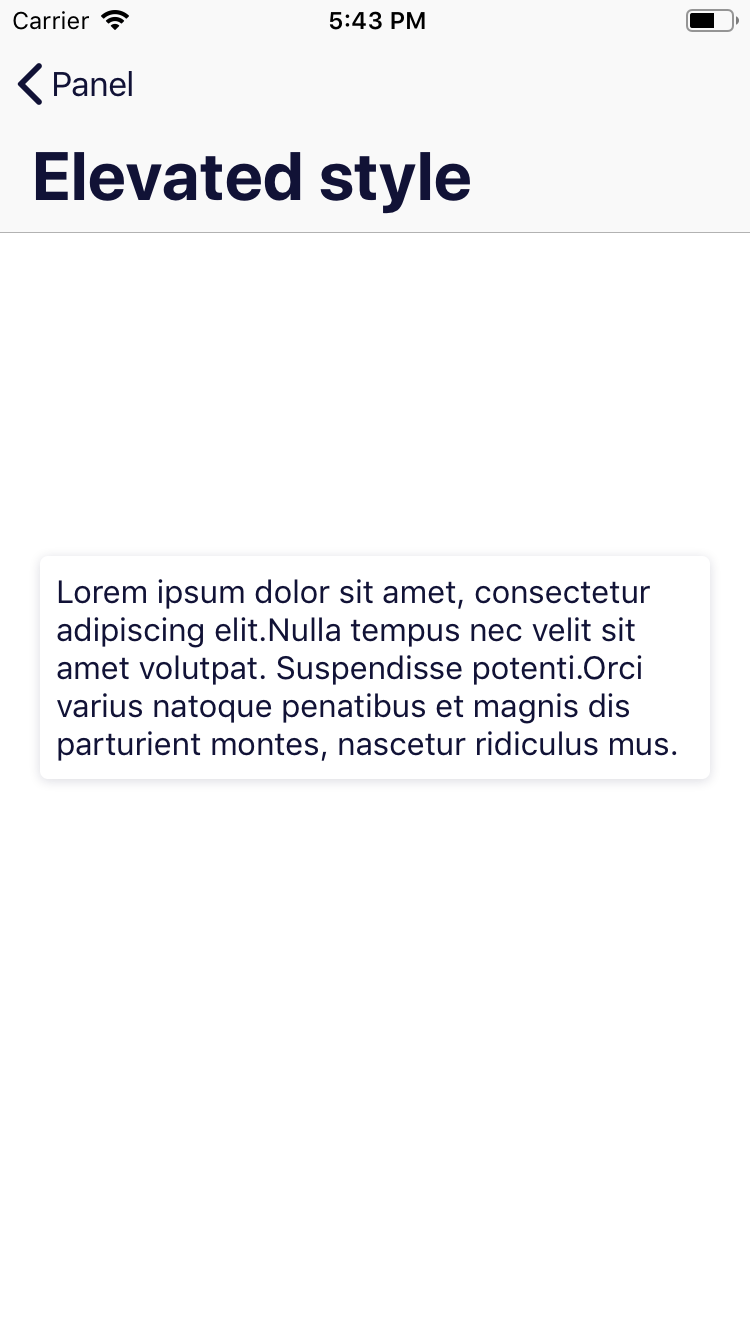 Carrier 5:43 PM
Panel
Elevated style
Lorem ipsum dolor sit amet, consectetur
adipiscing elit.Nulla tempus nec velit sit
amet volutpat. Suspendisse potenti.Orci
varius natoque penatibus et magnis dis
parturient montes, nascetur ridiculus mus.